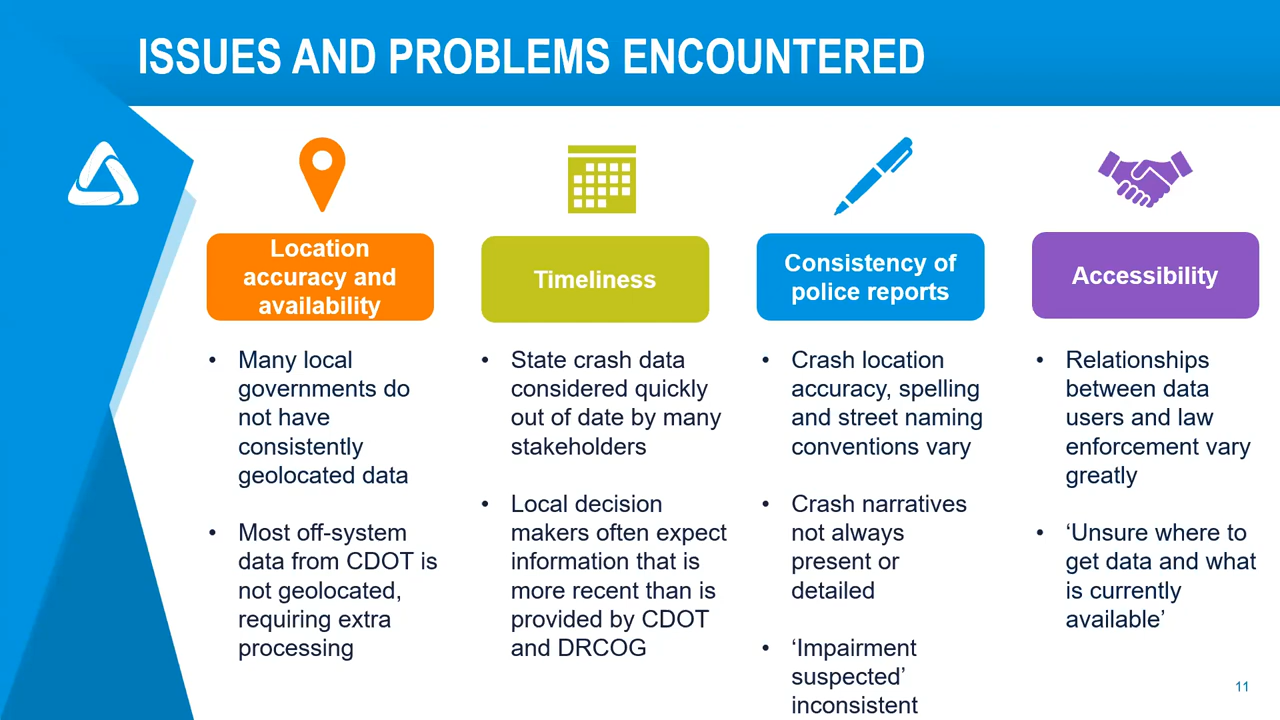 ISSUES AND PROBLEMS ENCOUNTERED
Location
accuracy and
availability
• Many local
governments do
not have
consistently
geolocated data
• Most off-system
data from CDOT is
not geolocated,
requiring extra
processing
Timeliness
• State crash data
considered quickly
out of date by many
stakeholders
• Local decision
makers often expect
information that is
more recent than is
provided by CDOT
and DRCOG
Consistency of
police reports
• Crash location
accuracy, spelling
and street naming
conventions vary
• Crash narratives
not always
present or
detailed
• ‘Impairment
suspected’
inconsistent
Accessibility
• Relationships
between data
users and law
enforcement vary
greatly
• ‘Unsure where to
get data and what
is currently
available’
11